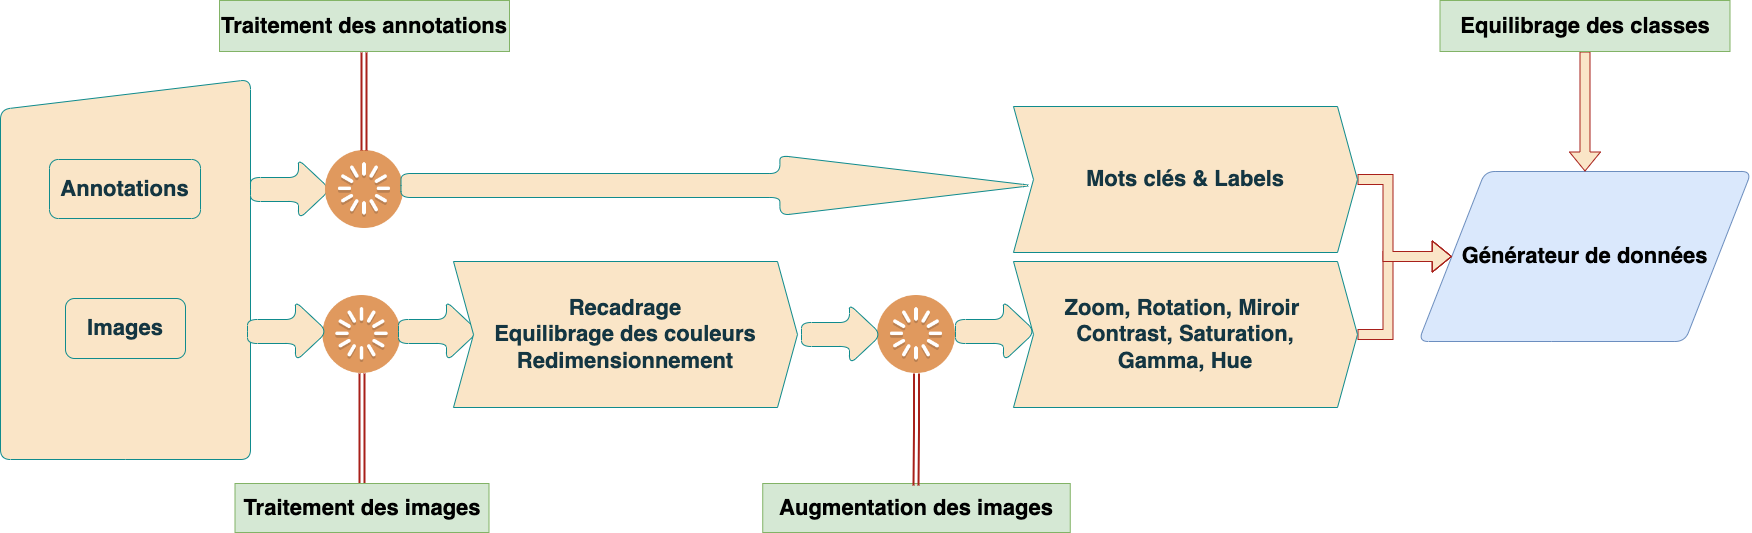 Traitement des annotations
Equilibrage des classes
Annotations
Mots clés & Labels
Générateur de données
Images
Recadrage
Equilibrage des couleurs
Redimensionnement
Zoom, Rotation, Miroir
Contrast, Saturation,
Gamma, Hue
Traitement des images
Augmentation des images